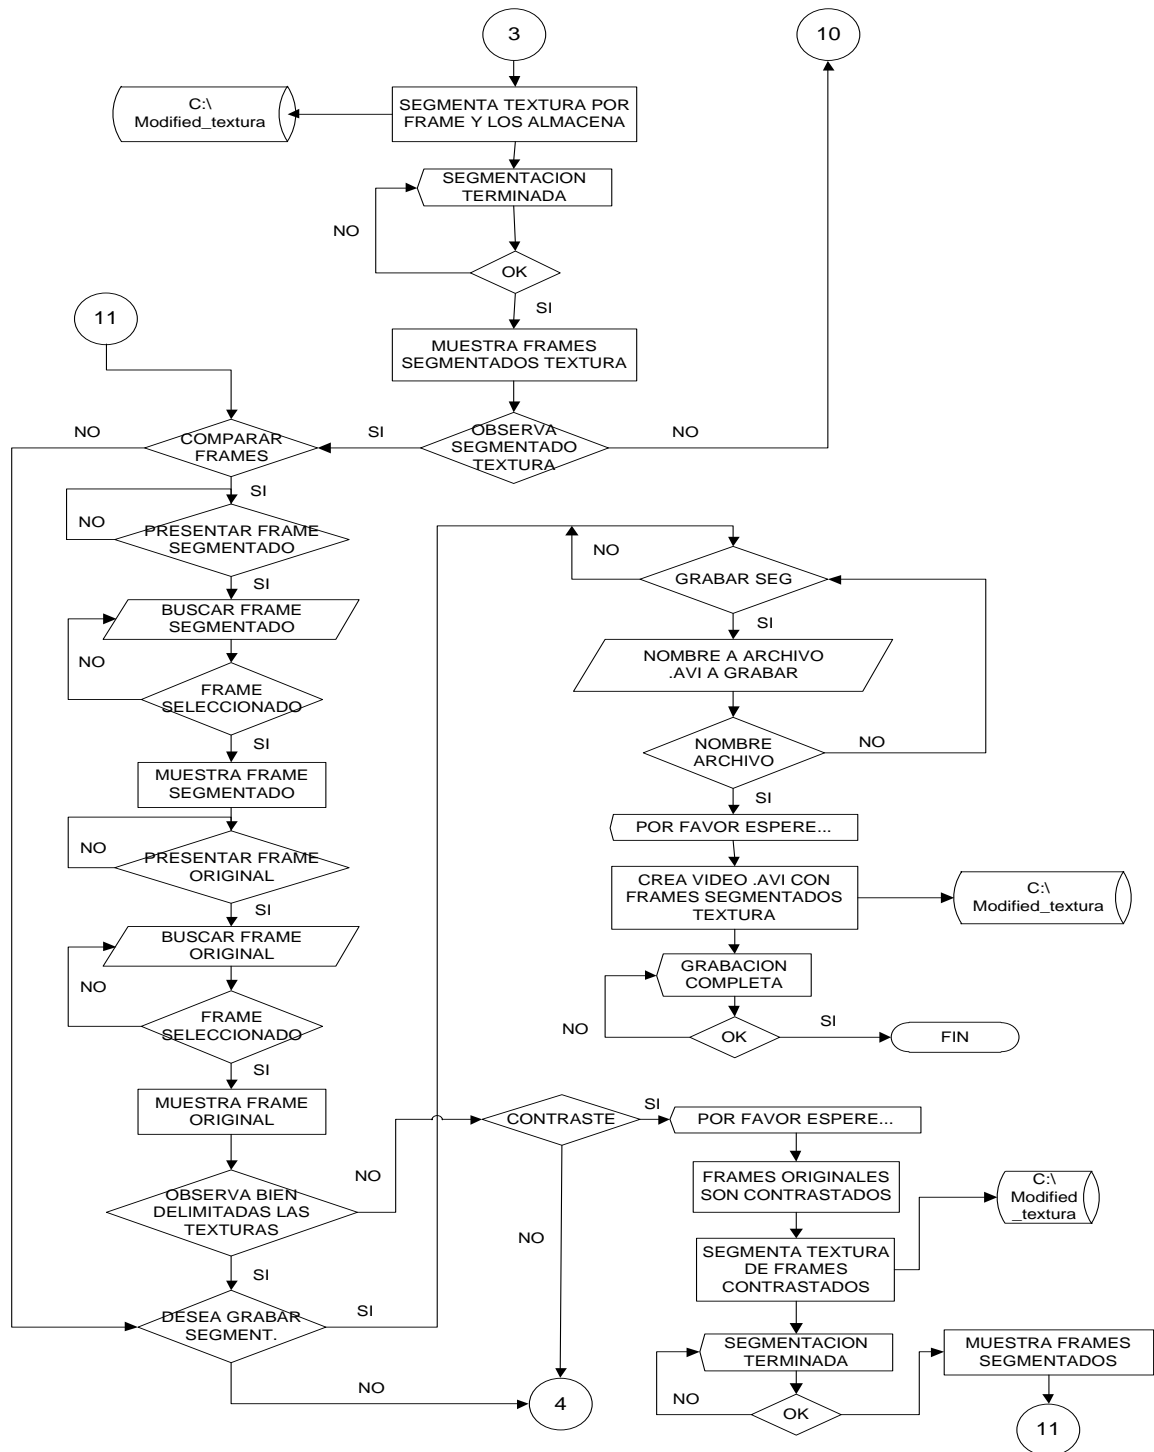 3
10
C:\
Modified_textura
SEGMENTA TEXTURA POR
FRAME Y LOS ALMACENA
SEGMENTACION
TERMINADA
NO
OK
SI
11
MUESTRA FRAMES
SEGMENTADOS TEXTURA
NO
COMPARAR
FRAMES
SI
OBSERVA
SEGMENTADO
TEXTURA
NO
SI
NO
PRESENTAR FRAME
SEGMENTADO
SI
BUSCAR FRAME
SEGMENTADO
NO
FRAME
SELECCIONADO
SI
MUESTRA FRAME
SEGMENTADO
NO
PRESENTAR FRAME
ORIGINAL
SI
BUSCAR FRAME
ORIGINAL
NO
FRAME
SELECCIONADO
SI
MUESTRA FRAME
ORIGINAL
OBSERVA BIEN
DELIMITADAS LAS
TEXTURAS
NO
SI
DESEA GRABAR
SEGMENT.
SI
NO
NO
GRABAR SEG
SI
NOMBRE A ARCHIVO
.AVI A GRABAR
NOMBRE
ARCHIVO
NO
SI
POR FAVOR ESPERE...
CREA VIDEO .AVI CON
FRAMES SEGMENTADOS
TEXTURA
C:\
Modified_textura
GRABACION
COMPLETA
NO
OK
SI
FIN
CONTRASTE
SI
NO
4
POR FAVOR ESPERE...
FRAMES ORIGINALES
SON CONTRASTADOS
C:\
Modified
_textura
SEGMENTA TEXTURA
DE FRAMES
CONTRASTADOS
SEGMENTACION
TERMINADA
NO
OK
MUESTRA FRAMES
SEGMENTADOS
11